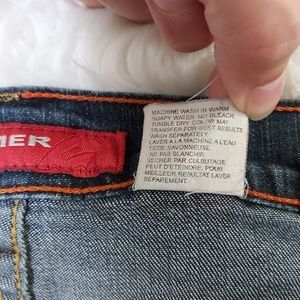 MER
MACHINE WASH IN WARM
SOAPY WATER. NO BLEACH.
TUMBLE DRY. COLOR MAY
TRANSFER FOR BEST RESULTS
WASH SEPARATELY.
LAVER A LA MACHINE A L'EAU
TIEDE SAVONNEUSE.
NE PAS BLANCHIR.
SECHER PAR CULBUTAGE.
PEUT DETEINDRE. POUR
MEILLEUR RESULTAT LAVER
SEPAREMENT.